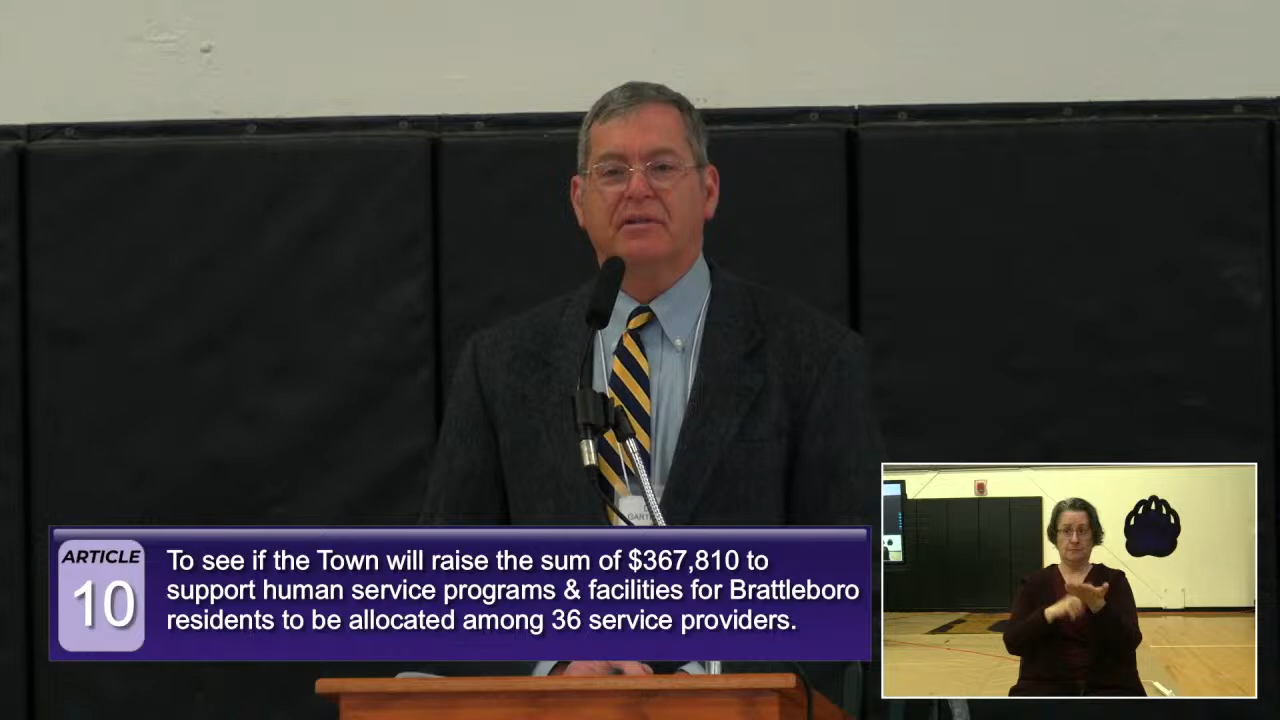 ARTICLE
10
To see if the Town will raise the sum of $367,810 to
support human service programs & facilities for Brattleboro
residents to be allocated among 36 service providers.